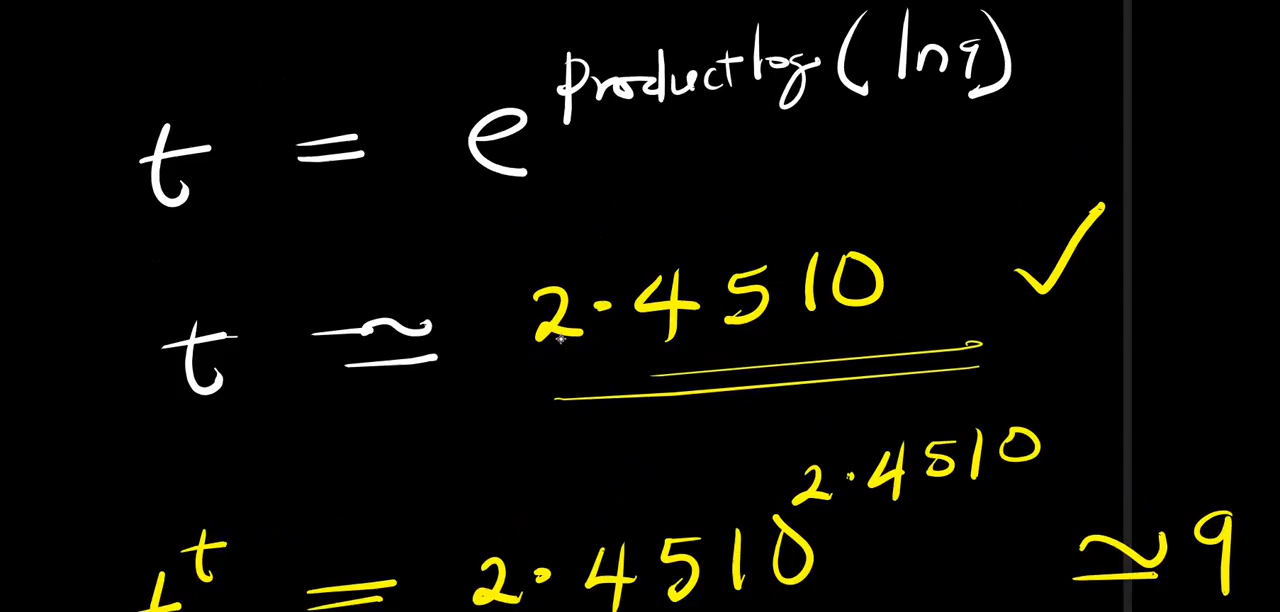 t = e^productlog(ln9)
t ≃ 2.4510 ✓
t^t = 2.4510^2.4510 ≃ 9